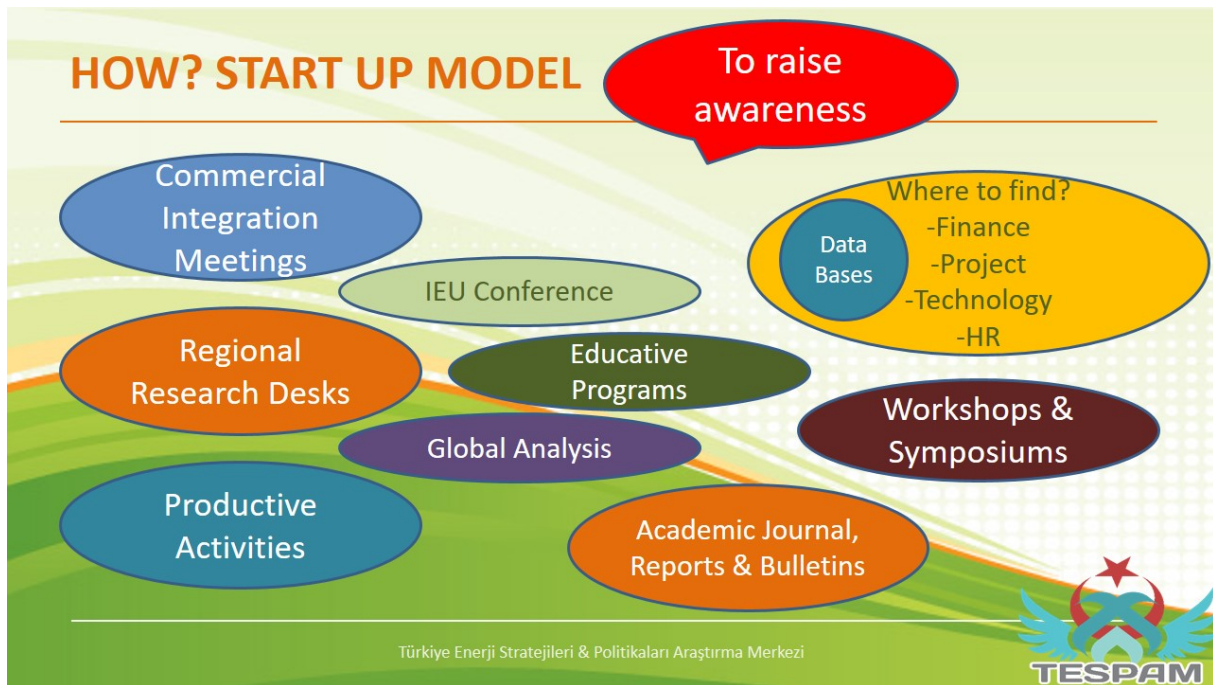 HOW? START UP MODEL
To raise
awareness
Commercial
Integration
Meetings
Where to find?
-Finance
-Project
-Technology
-HR
Data
Bases
IEU Conference
Regional
Research Desks
Educative
Programs
Workshops &
Symposiums
Global Analysis
Productive
Activities
Academic Journal,
Reports & Bulletins
Türkiye Enerji Stratejileri & Politikaları Araştırma Merkezi
TESPAM